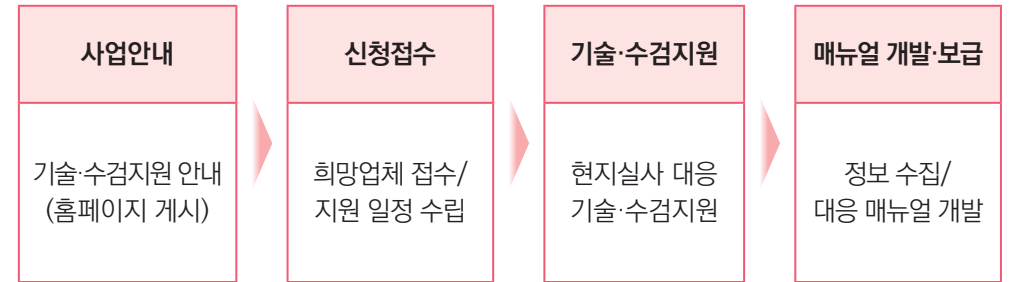 사업안내
기술·수검지원 안내
(홈페이지 게시)
신청접수
희망업체 접수/
지원 일정 수립
기술·수검지원
현지실사 대응
기술·수검지원
매뉴얼 개발·보급
정보 수집/
대응 매뉴얼 개발